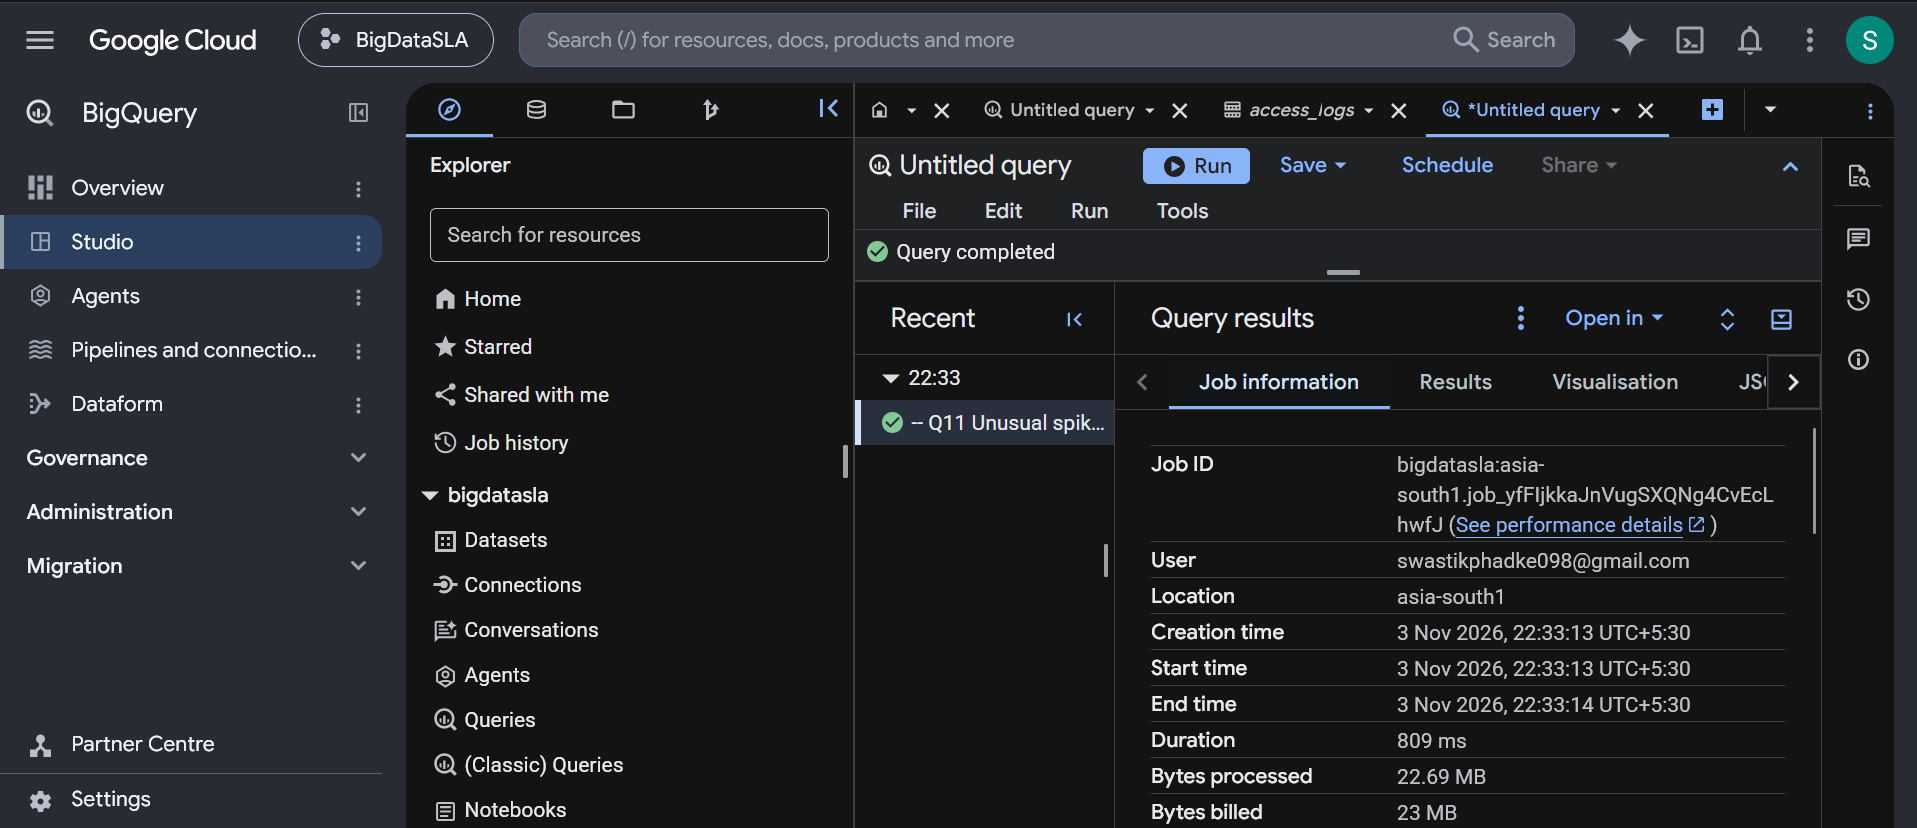 Google Cloud
BigDataSLA
Search (/) for resources, docs, products and more
Search
S
BigQuery
Overview
Studio
Agents
Pipelines and connectio...
Dataform
Governance
Administration
Migration
Partner Centre
Settings
Explorer
Search for resources
Home
Starred
Shared with me
Job history
bigdatasla
Datasets
Connections
Conversations
Agents
Queries
(Classic) Queries
Notebooks
Untitled query
access_logs
*Untitled query
Untitled query
Run
Save
Schedule
Share
File
Edit
Run
Tools
Query completed
Recent
22:33
-- Q11 Unusual spik...
Query results
Open in
Job information
Results
Visualisation
JS
Job ID
bigdatasla:asia-
south1.job_yfFIjkkaJnVugSXQNg4CvEcL
hwfJ (See performance details)
User
swastikphadke098@gmail.com
Location
asia-south1
Creation time
3 Nov 2026, 22:33:13 UTC+5:30
Start time
3 Nov 2026, 22:33:13 UTC+5:30
End time
3 Nov 2026, 22:33:14 UTC+5:30
Duration
809 ms
Bytes processed
22.69 MB
Bytes billed
23 MB